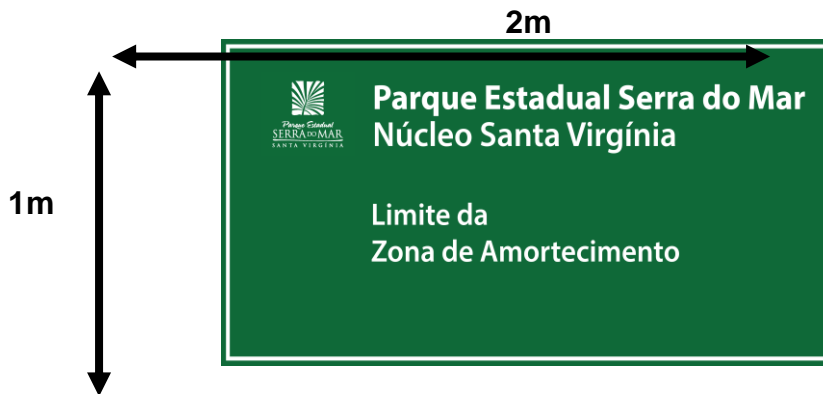 2m
1m
Parque Estadual
SERRA DO MAR
SANTA VIRGÍNIA
Parque Estadual Serra do Mar
Núcleo Santa Virgínia
Limite da
Zona de Amortecimento